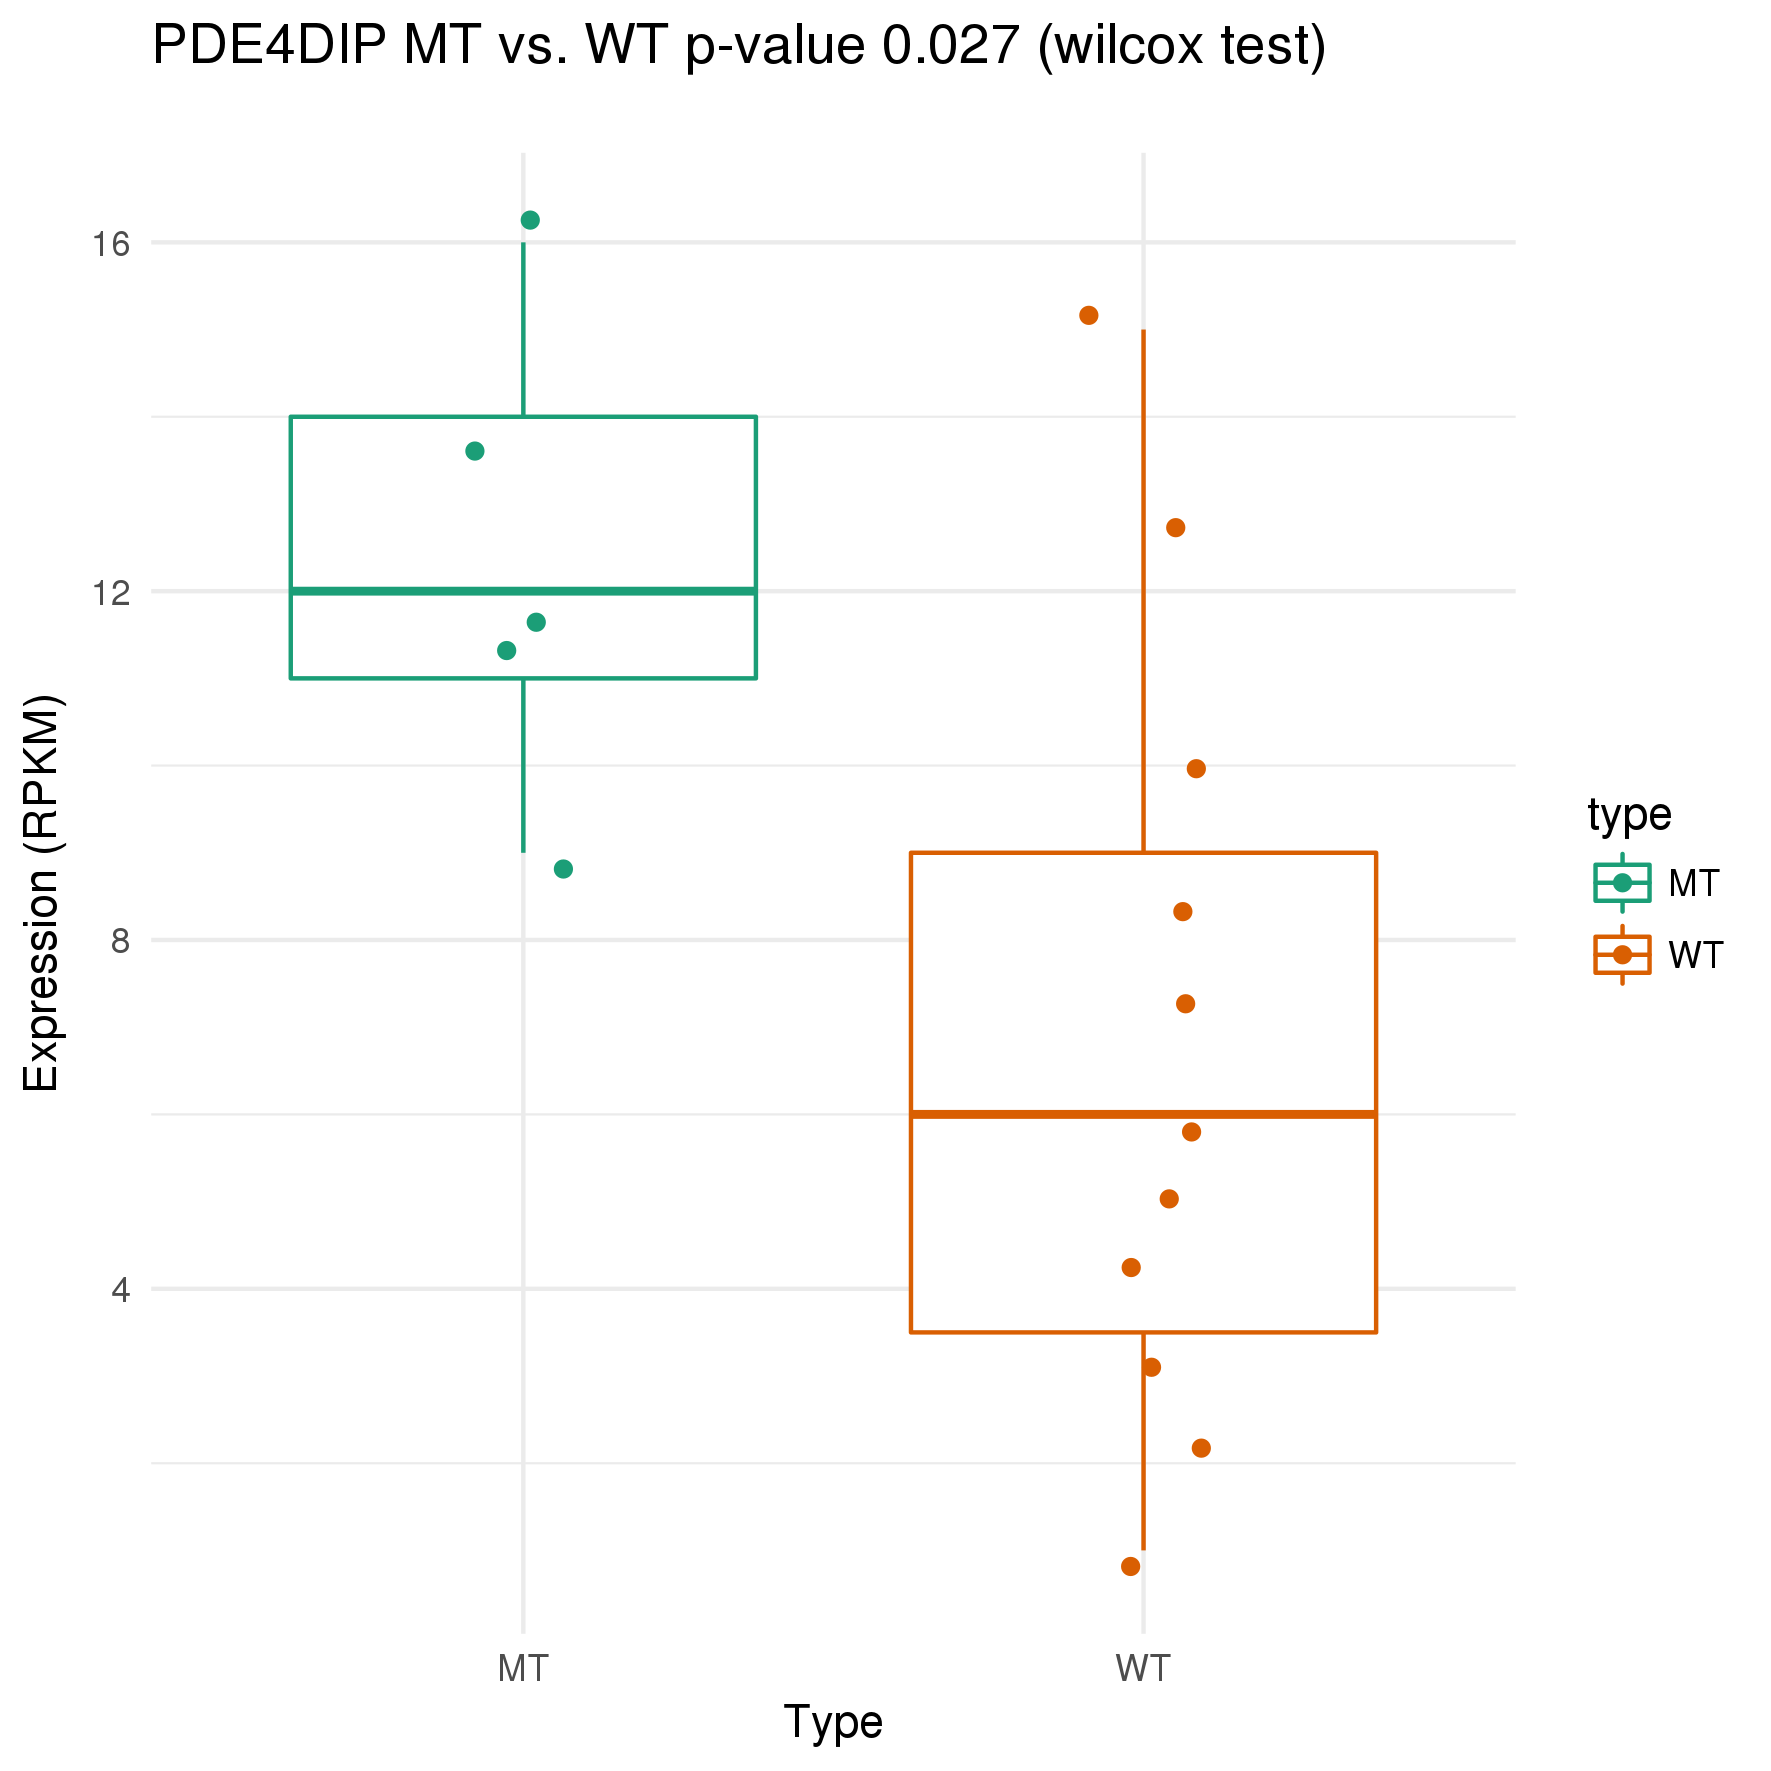 PDE4DIP MT vs. WT p-value 0.027 (wilcox test)
16
12
8
4
Expression (RPKM)
MT
WT
Type
type
MT
WT